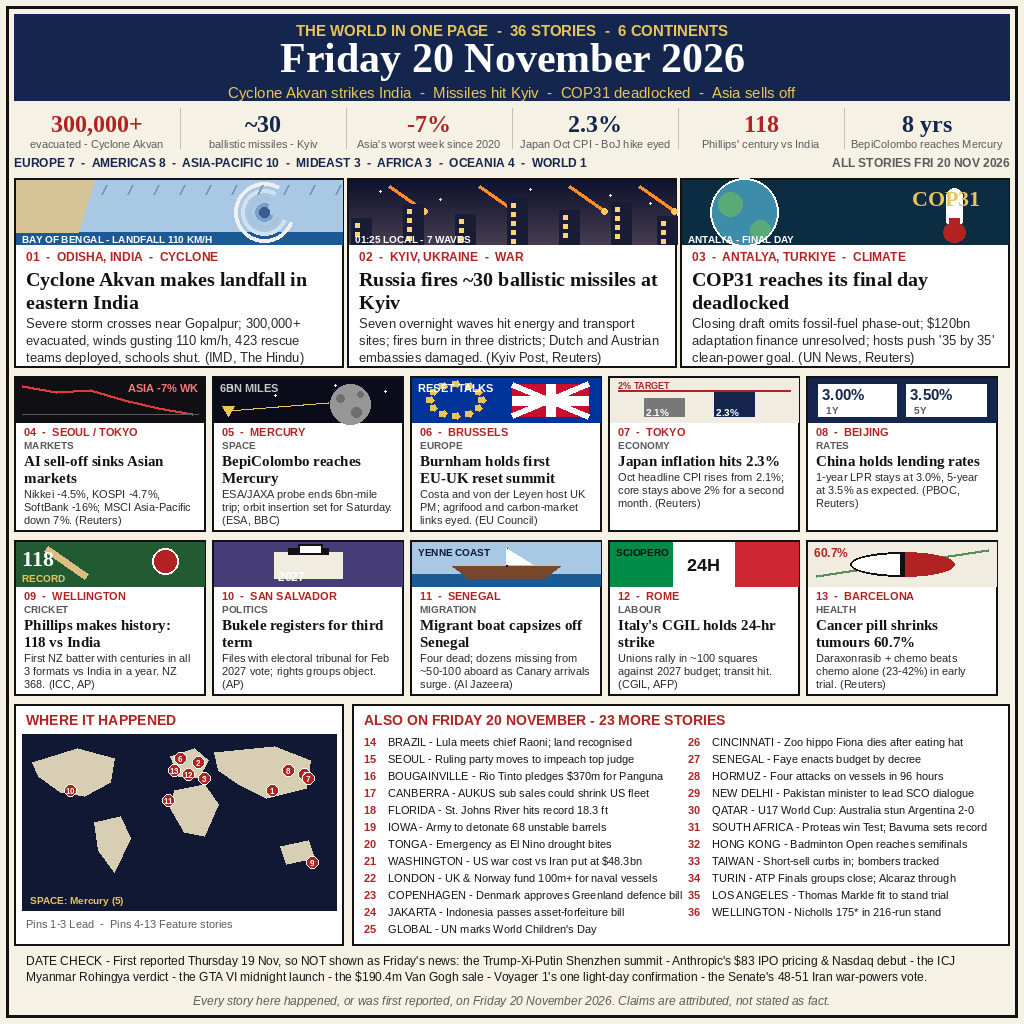 THE WORLD IN ONE PAGE - 36 STORIES - 6 CONTINENTS
Friday 20 November 2026
Cyclone Akvan strikes India - Missiles hit Kyiv - COP31 deadlocked - Asia sells off
300,000+
evacuated - Cyclone Akvan
~30
ballistic missiles - Kyiv
-7%
Asia's worst week since 2020
2.3%
Japan Oct CPI - BoJ hike eyed
118
Phillips' century vs India
8 yrs
BepiColombo reaches Mercury
EUROPE 7 - AMERICAS 8 - ASIA-PACIFIC 10 - MIDEAST 3 - AFRICA 3 - OCEANIA 4 - WORLD 1
ALL STORIES FRI 20 NOV 2026
BAY OF BENGAL - LANDFALL 110 KM/H
01 - ODISHA, INDIA - CYCLONE
Cyclone Akvan makes landfall in
eastern India
Severe storm crosses near Gopalpur; 300,000+
evacuated, winds gusting 110 km/h, 423 rescue
teams deployed, schools shut. (IMD, The Hindu)
01:25 LOCAL - 7 WAVES
02 - KYIV, UKRAINE - WAR
Russia fires ~30 ballistic missiles at
Kyiv
Seven overnight waves hit energy and transport
sites; fires burn in three districts; Dutch and Austrian
embassies damaged. (Kyiv Post, Reuters)
COP31
ANTALYA - FINAL DAY
03 - ANTALYA, TURKIYE - CLIMATE
COP31 reaches its final day
deadlocked
Closing draft omits fossil-fuel phase-out; $120bn
adaptation finance unresolved; hosts push '35 by 35'
clean-power goal. (UN News, Reuters)
ASIA -7% WK
04 - SEOUL / TOKYO
MARKETS
AI sell-off sinks Asian
markets
Nikkei -4.5%, KOSPI -4.7%,
SoftBank -16%; MSCI Asia-Pacific
down 7%. (Reuters)
6BN MILES
05 - MERCURY
SPACE
BepiColombo reaches
Mercury
ESA/JAXA probe ends 6bn-mile
trip; orbit insertion set for Saturday.
(ESA, BBC)
RESET TALKS
06 - BRUSSELS
EUROPE
Burnham holds first
EU-UK reset summit
Costa and von der Leyen host UK
PM; agrifood and carbon-market
links eyed. (EU Council)
2% TARGET
2.1%
2.3%
07 - TOKYO
ECONOMY
Japan inflation hits 2.3%
Oct headline CPI rises from 2.1%;
core stays above 2% for a second
month. (Reuters)
3.00%
1Y
3.50%
5Y
08 - BEIJING
RATES
China holds lending rates
1-year LPR stays at 3.0%, 5-year
at 3.5% as expected. (PBOC,
Reuters)
118
RECORD
09 - WELLINGTON
CRICKET
Phillips makes history:
118 vs India
First NZ batter with centuries in all
3 formats vs India in a year. NZ
368. (ICC, AP)
2027
10 - SAN SALVADOR
POLITICS
Bukele registers for third
term
Files with electoral tribunal for Feb
2027 vote; rights groups object.
(AP)
YENNE COAST
11 - SENEGAL
MIGRATION
Migrant boat capsizes off
Senegal
Four dead; dozens missing from
~50-100 aboard as Canary arrivals
surge. (Al Jazeera)
SCIOPERO
24H
12 - ROME
LABOUR
Italy's CGIL holds 24-hr
strike
Unions rally in ~100 squares
against 2027 budget; transit hit.
(CGIL, AFP)
60.7%
13 - BARCELONA
HEALTH
Cancer pill shrinks
tumours 60.7%
Daraxonrasib + chemo beats
chemo alone (23-42%) in early
trial. (Reuters)
WHERE IT HAPPENED
6
2
13
12
3
8
7
10
11
1
9
SPACE: Mercury (5)
Pins 1-3 Lead - Pins 4-13 Feature stories
ALSO ON FRIDAY 20 NOVEMBER - 23 MORE STORIES
14 BRAZIL - Lula meets chief Raoni; land recognised
15 SEOUL - Ruling party moves to impeach top judge
16 BOUGAINVILLE - Rio Tinto pledges $370m for Panguna
17 CANBERRA - AUKUS sub sales could shrink US fleet
18 FLORIDA - St. Johns River hits record 18.3 ft
19 IOWA - Army to detonate 68 unstable barrels
20 TONGA - Emergency as El Nino drought bites
21 WASHINGTON - US war cost vs Iran put at $48.3bn
22 LONDON - UK & Norway fund 100m+ for naval vessels
23 COPENHAGEN - Denmark approves Greenland defence bill
24 JAKARTA - Indonesia passes asset-forfeiture bill
25 GLOBAL - UN marks World Children's Day
26 CINCINNATI - Zoo hippo Fiona dies after eating hat
27 SENEGAL - Faye enacts budget by decree
28 HORMUZ - Four attacks on vessels in 96 hours
29 NEW DELHI - Pakistan minister to lead SCO dialogue
30 QATAR - U17 World Cup: Australia stun Argentina 2-0
31 SOUTH AFRICA - Proteas win Test; Bavuma sets record
32 HONG KONG - Badminton Open reaches semifinals
33 TAIWAN - Short-sell curbs in; bombers tracked
34 TURIN - ATP Finals groups close; Alcaraz through
35 LOS ANGELES - Thomas Markle fit to stand trial
36 WELLINGTON - Nicholls 175* in 216-run stand
DATE CHECK - First reported Thursday 19 Nov, so NOT shown as Friday's news: the Trump-Xi-Putin Shenzhen summit - Anthropic's $83 IPO pricing & Nasdaq debut - the ICJ
Myanmar Rohingya verdict - the GTA VI midnight launch - the $190.4m Van Gogh sale - Voyager 1's one light-day confirmation - the Senate's 48-51 Iran war-powers vote.
Every story here happened, or was first reported, on Friday 20 November 2026. Claims are attributed, not stated as fact.